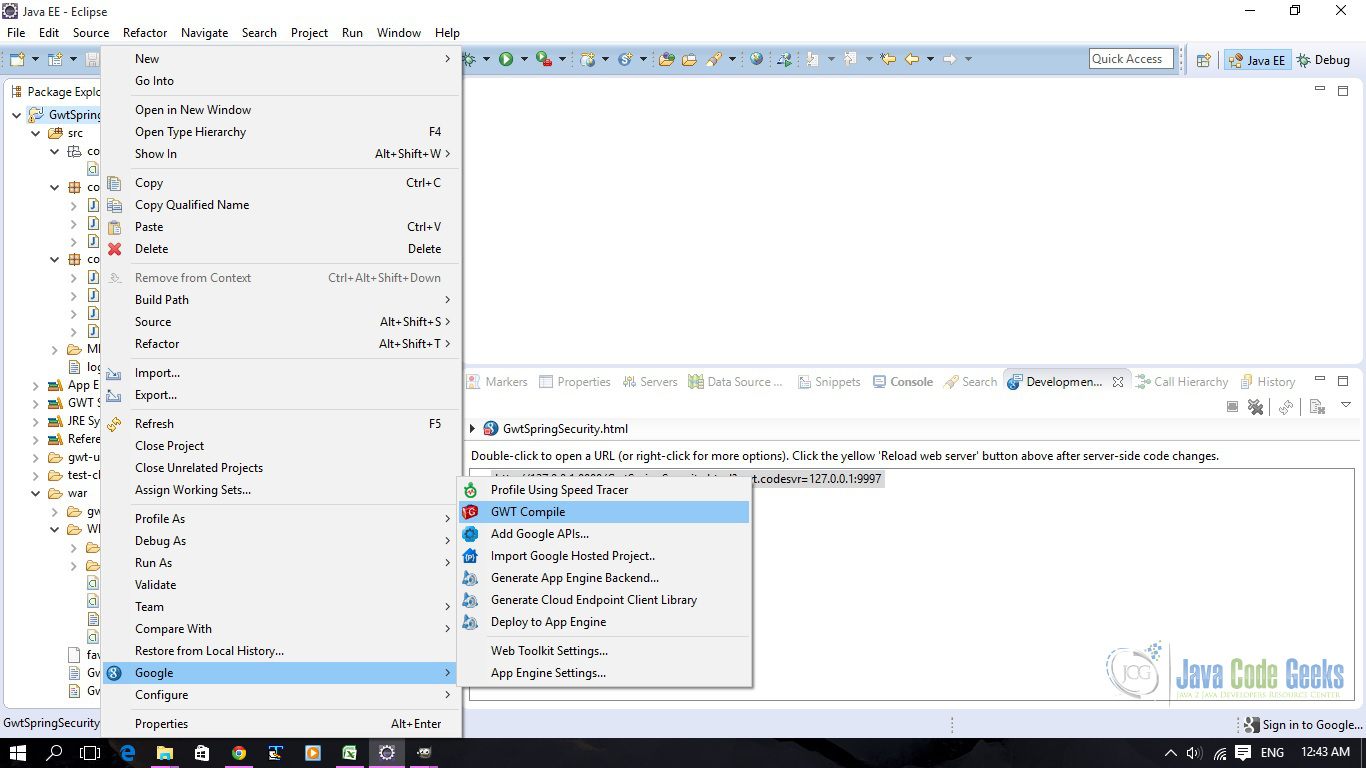 Java EE - Eclipse
File Edit Source Refactor Navigate Search Project Run Window Help
Quick Access Java EE Debug
Package Explo
GwtSpring
src
co
co
co
log
App E
GWT S
JRE Sy
Refere
gwt-u
test-cl
war
gw
WE
fav
Gw
Gw
New
Go Into
Open in New Window
Open Type Hierarchy F4
Show In Alt+Shift+W
Copy Ctrl+C
Copy Qualified Name
Paste Ctrl+V
Delete Delete
Remove from Context Ctrl+Alt+Shift+Down
Build Path
Source Alt+Shift+S
Refactor Alt+Shift+T
Import...
Export...
Refresh F5
Close Project
Close Unrelated Projects
Assign Working Sets...
Profile As
Debug As
Run As
Validate
Team
Compare With
Restore from Local History...
Google
Configure
Properties Alt+Enter
Profile Using Speed Tracer
GWT Compile
Add Google APIs...
Import Google Hosted Project..
Generate App Engine Backend...
Generate Cloud Endpoint Client Library
Deploy to App Engine
Web Toolkit Settings...
App Engine Settings...
Markers Properties Servers Data Source ... Snippets Console Search Developmen... Call Hierarchy History
GwtSpringSecurity.html
Double-click to open a URL (or right-click for more options). Click the yellow 'Reload web server' button above after server-side code changes.
t.codesvr=127.0.0.1:9997
JCG
Java Code Geeks
Java 2 Java Developers Resource Center
GwtSpringSecurity
Sign in to Google...
ENG 12:43 AM